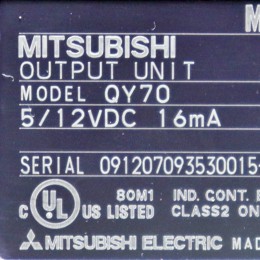 MITSUBISHI
OUTPUT UNIT
MODEL QY70
5/12VDC 16mA
SERIAL 091207093530015
80M1 IND. CONT. E
C UL US LISTED CLASS2 ON
MITSUBISHI ELECTRIC MAD